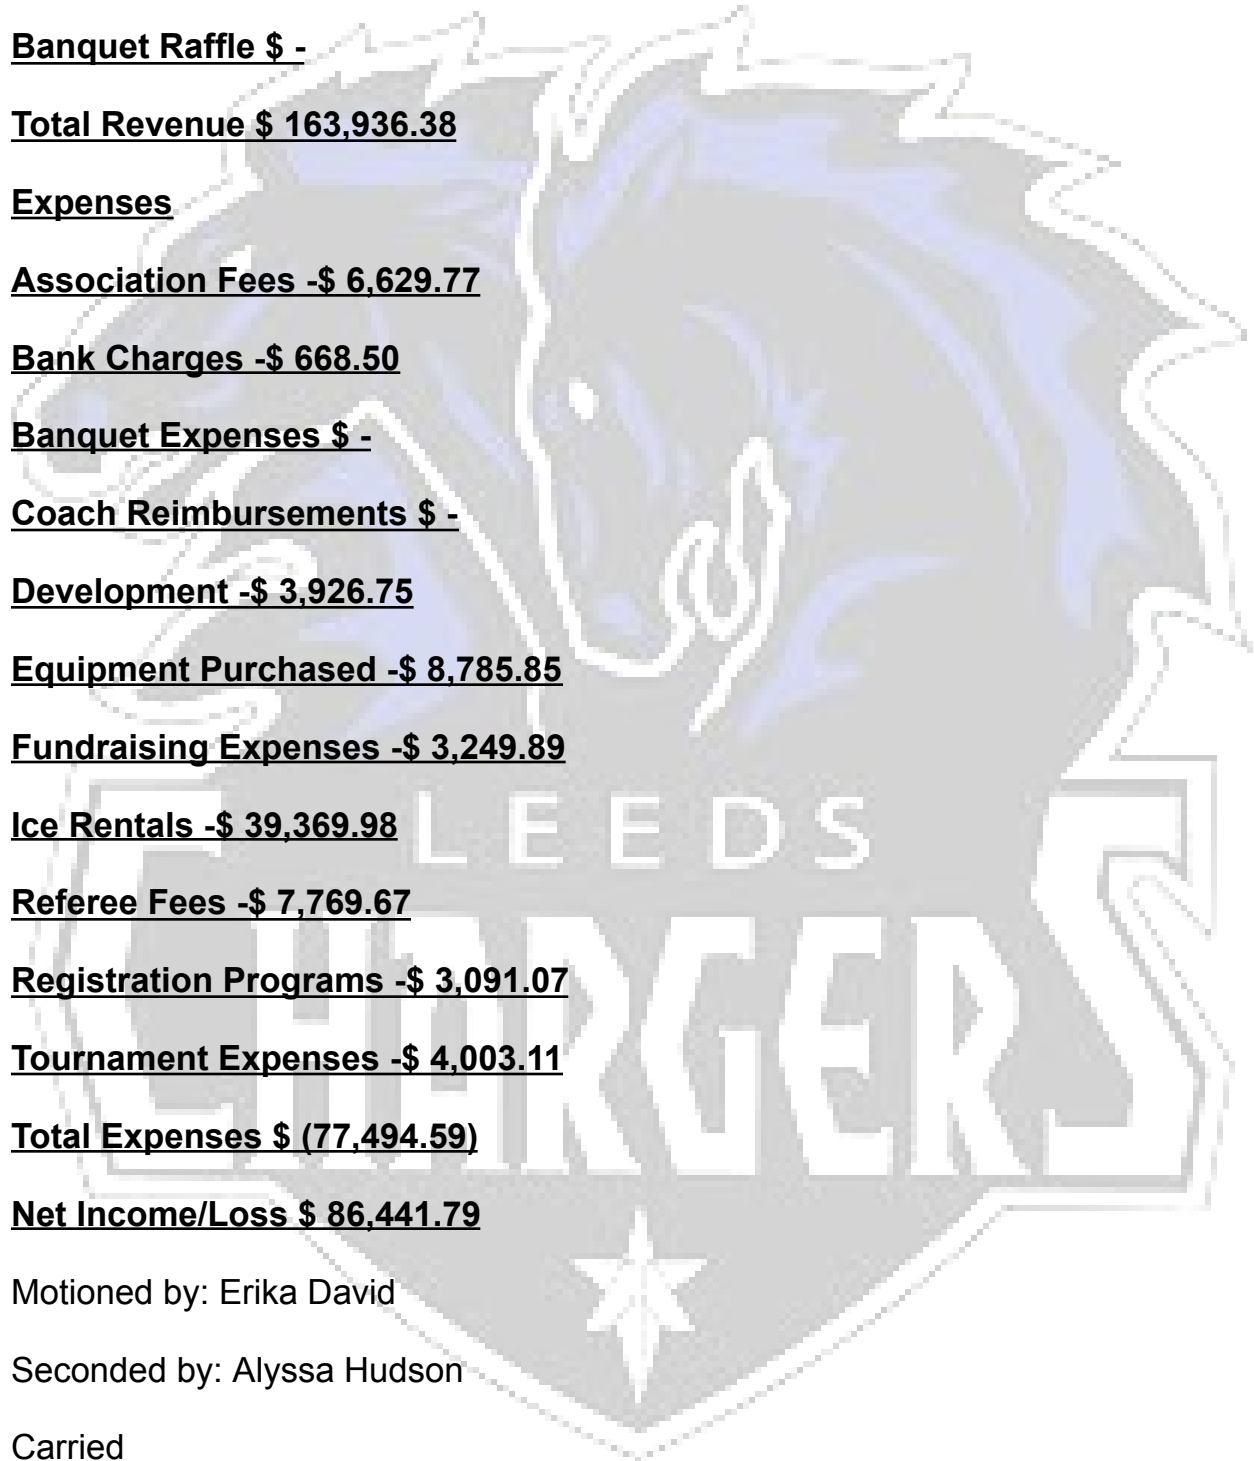 Banquet Raffle $ -
Total Revenue $ 163,936.38
Expenses
Association Fees -$ 6,629.77
Bank Charges -$ 668.50
Banquet Expenses $ -
Coach Reimbursements $ -
Development -$ 3,926.75
Equipment Purchased -$ 8,785.85
Fundraising Expenses -$ 3,249.89
Ice Rentals -$ 39,369.98
LEEDS
Referee Fees -$ 7,769.67
CHARGERS
Registration Programs -$ 3,091.07
Tournament Expenses -$ 4,003.11
Total Expenses $ (77,494.59)
Net Income/Loss $ 86,441.79
Motioned by: Erika David
Seconded by: Alyssa Hudson
Carried